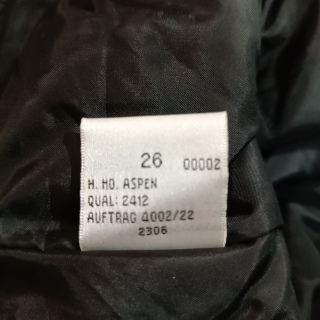 26 00002
H. HO. ASPEN
QUAL: 2412
AUFTRAG 4002/22
2306